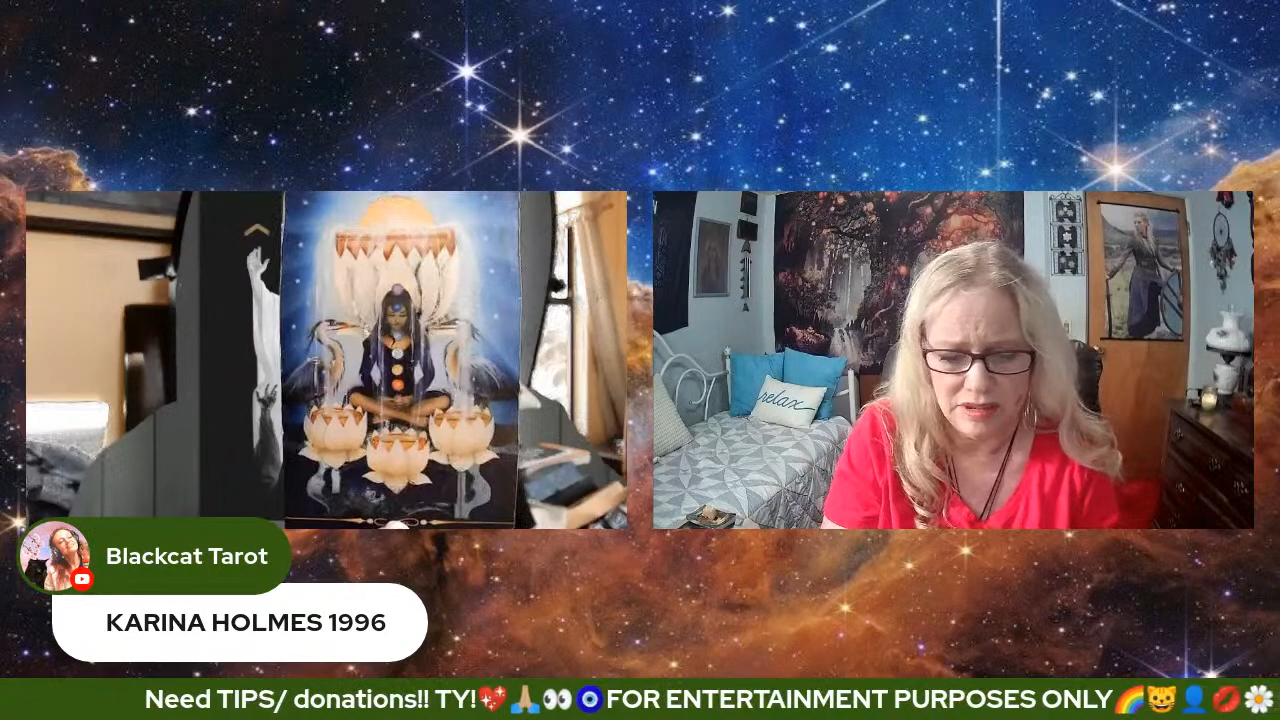 relax
Blackcat Tarot
KARINA HOLMES 1996
Need TIPS/ donations!! TY!💖🙏🏼👀🧿FOR ENTERTAINMENT PURPOSES ONLY🌈😺👤💋🌼